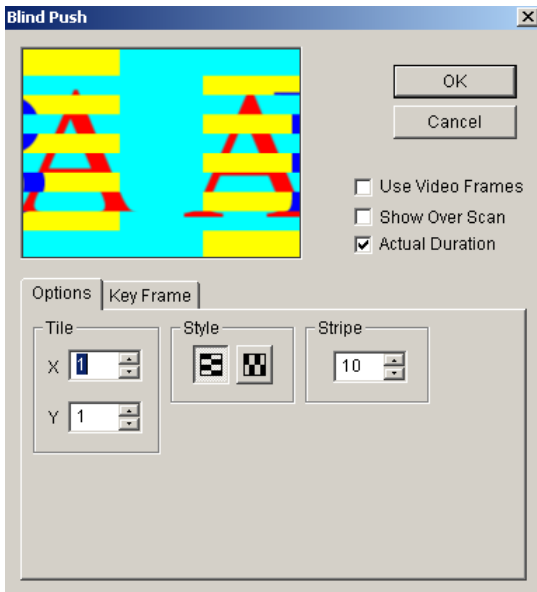 Blind Push
A A
OK
Cancel
Use Video Frames
Show Over Scan
Actual Duration
Options Key Frame
Tile Style Stripe
X 1 10
Y 1